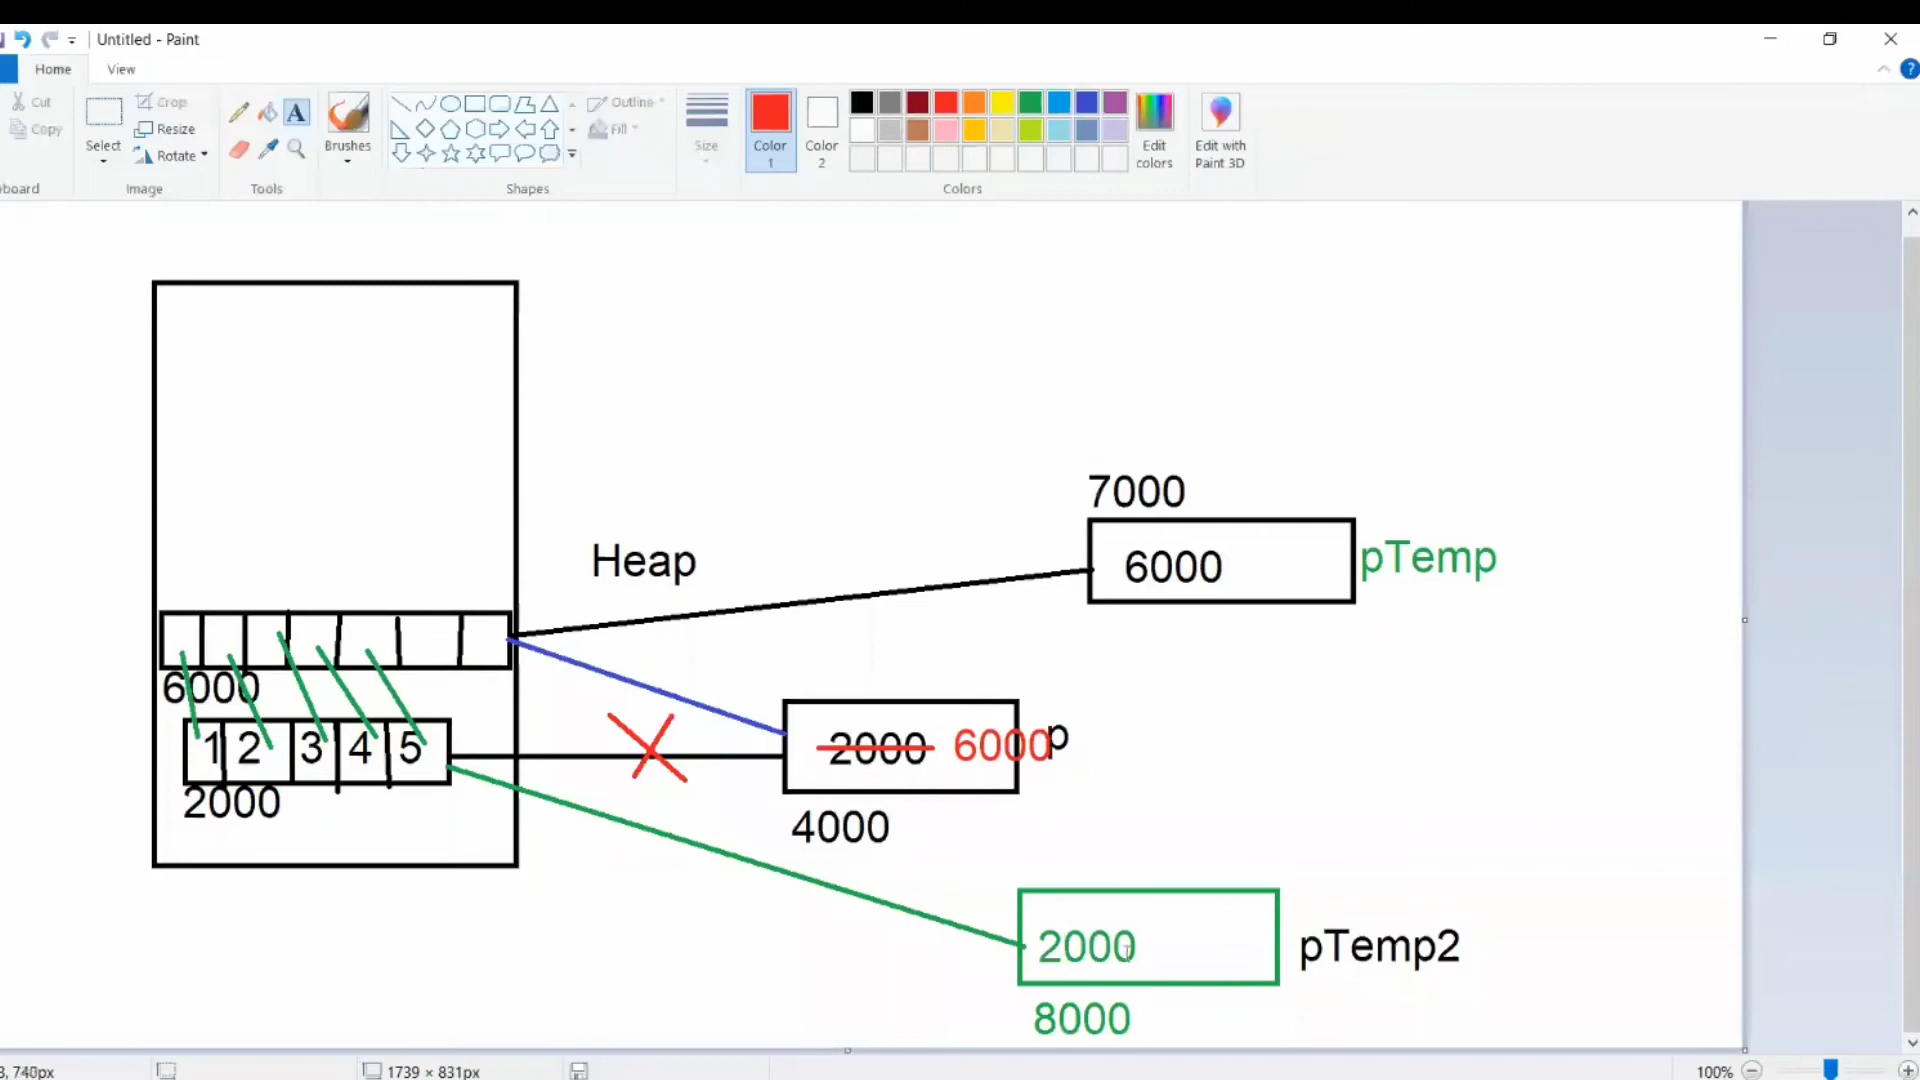 Untitled - Paint
Home View
Cut
Copy
Select
Crop
Resize
Rotate
A
Brushes
Outline
Fill
Size
Color 1
Color 2
Edit colors
Edit with Paint 3D
?
board
Image
Tools
Shapes
Colors
7000
Heap
6000 pTemp
6000
1 2 3 4 5
2000 6000 p
2000
4000
2000 pTemp2
8000
3, 740px
1739 × 831px
100%